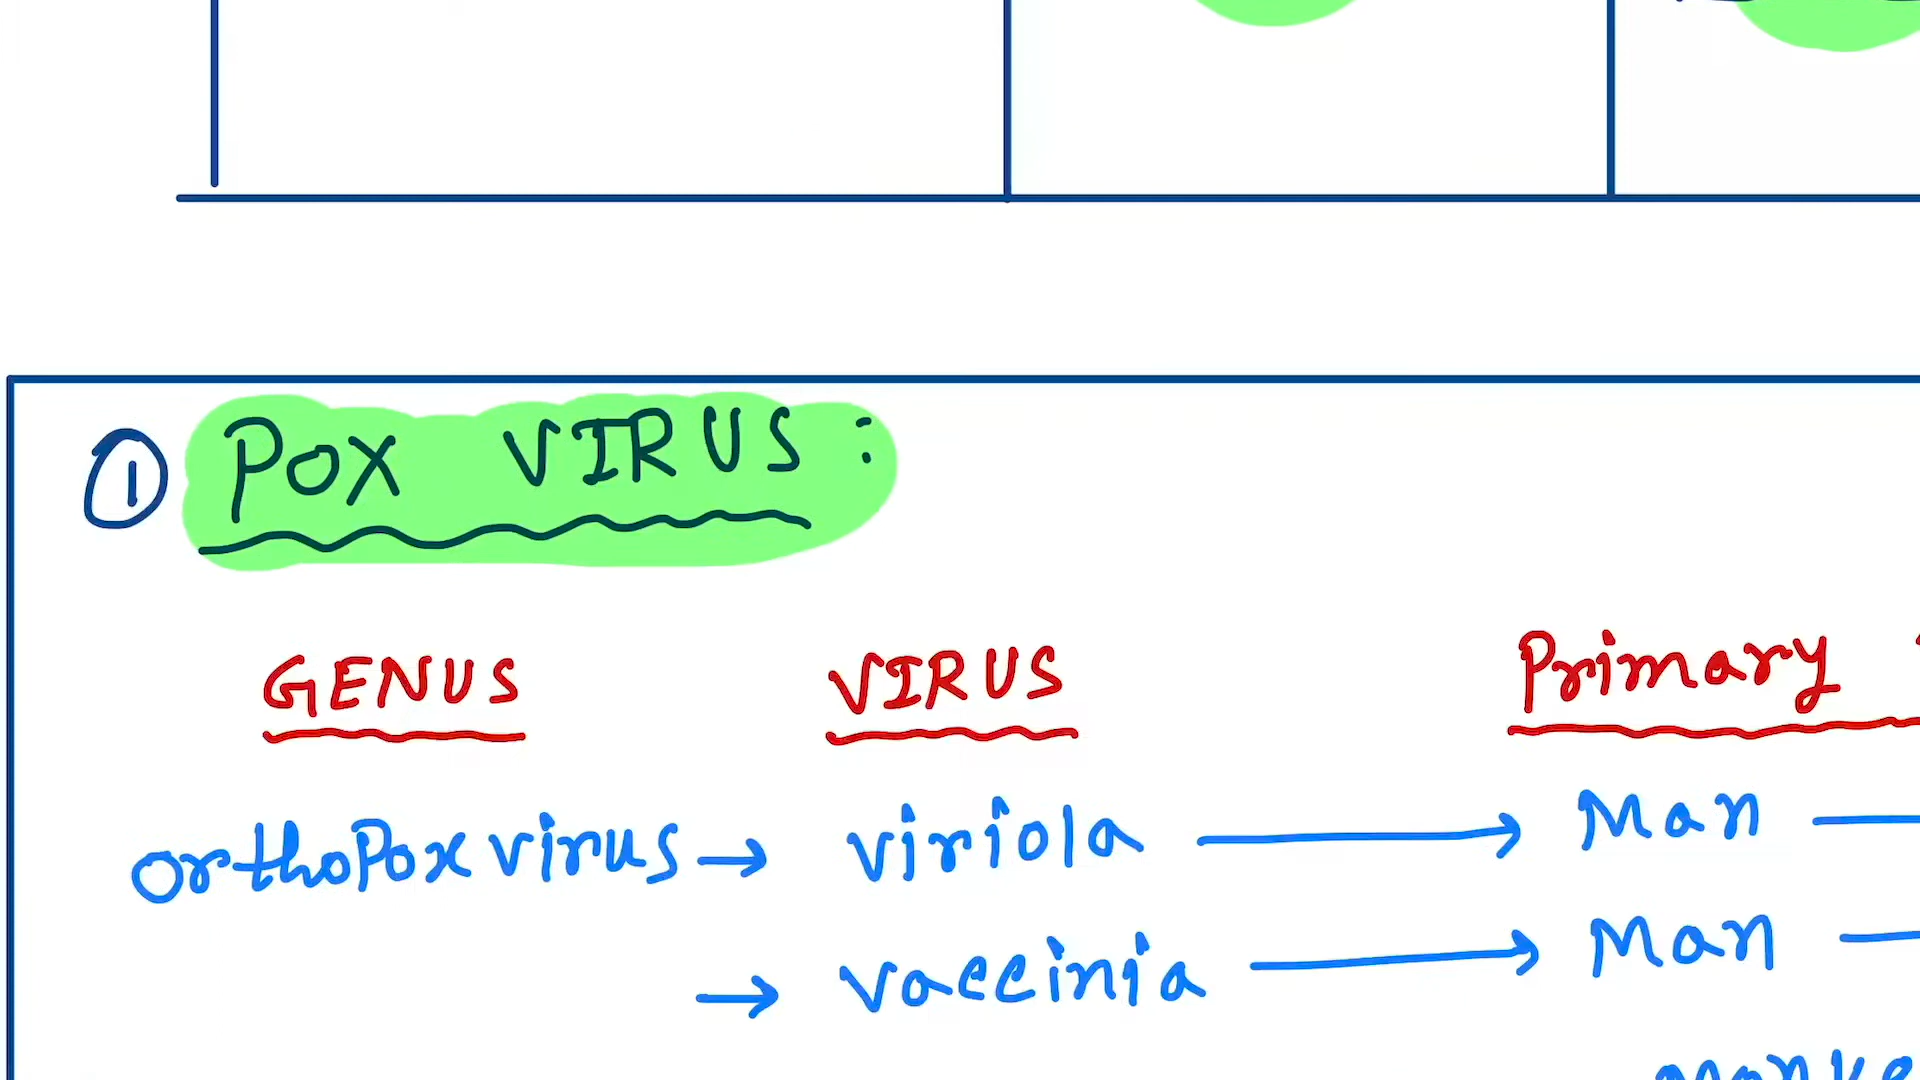 ① POX VIRUS:
GENUS VIRUS Primary
orthoPox virus → viriola → Man
→ vaccinia → Man